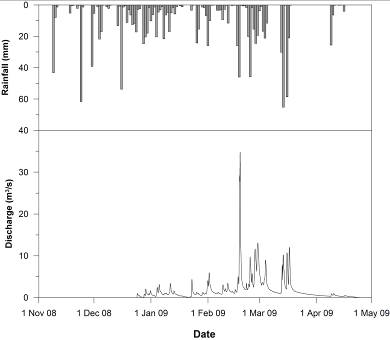 0
20
40
60
80
40
30
20
10
0
Rainfall (mm)
Discharge (m³/s)
1 Nov 08 1 Dec 08 1 Jan 09 1 Feb 09 1 Mar 09 1 Apr 09 1 May 09
Date